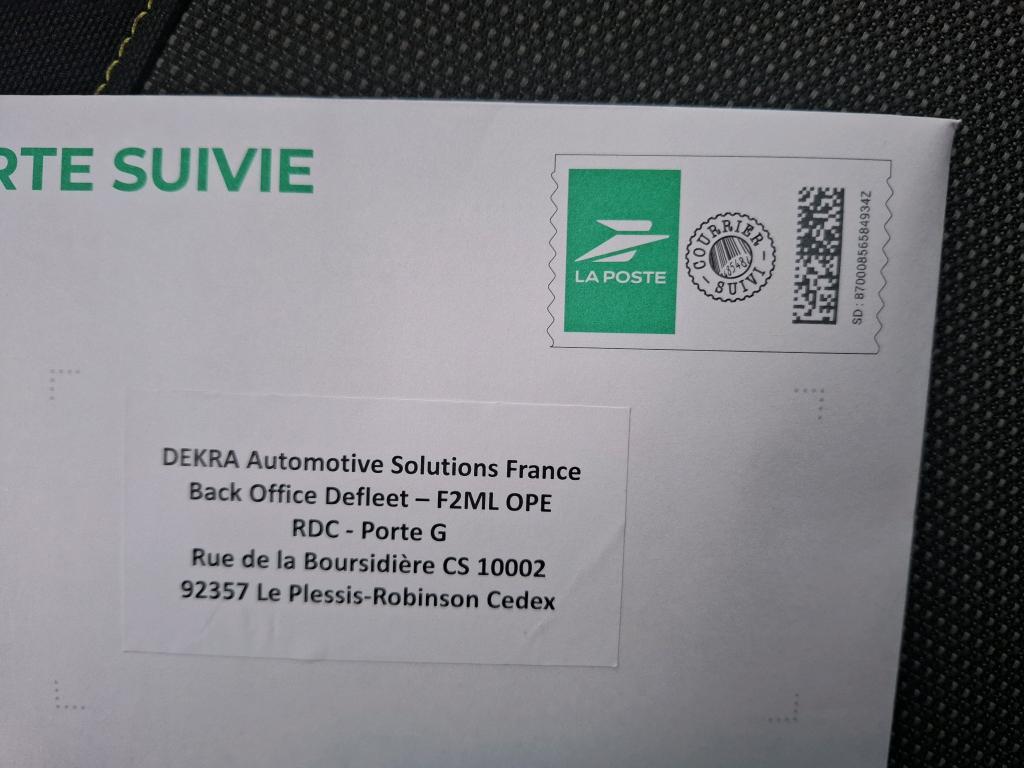 RTE SUIVIE
LA POSTE
COURRIER
SUIVI
SD : 87000856584934Z
DEKRA Automotive Solutions France
Back Office Defleet – F2ML OPE
RDC - Porte G
Rue de la Boursidière CS 10002
92357 Le Plessis-Robinson Cedex